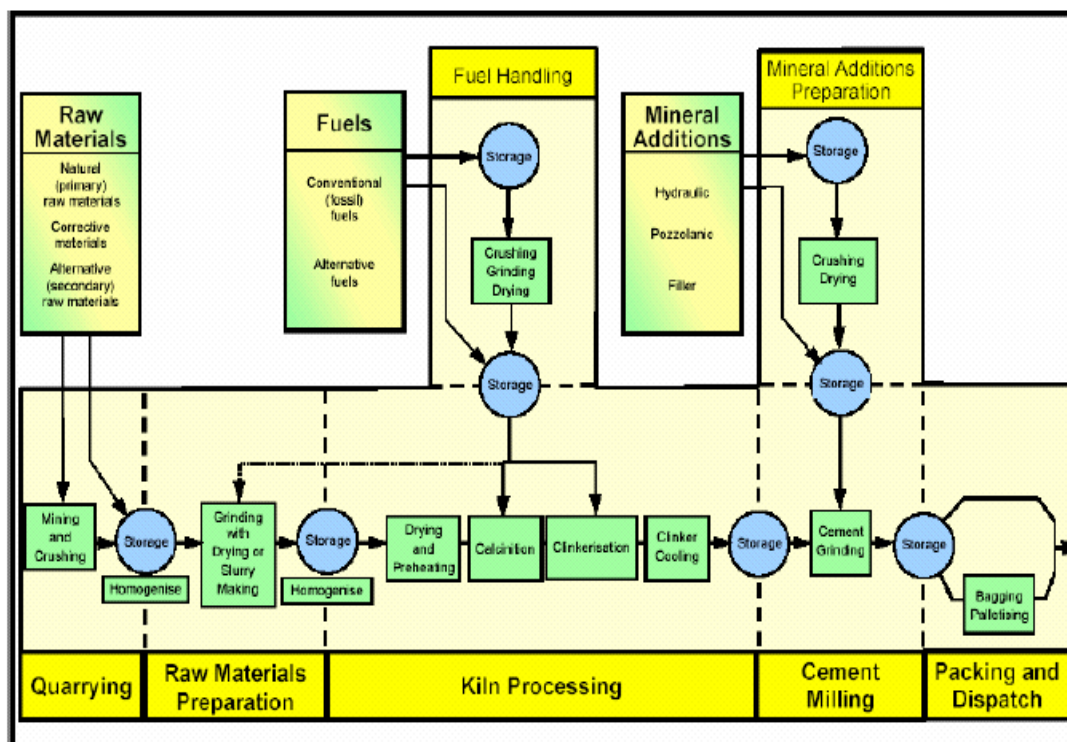 Fuel Handling
Mineral Additions
Preparation
Raw
Materials
Natural
(primary)
raw materials
Corrective
materials
Alternative
(secondary)
raw materials
Fuels
Conventional
(fossil)
fuels
Alternative
fuels
Storage
Crushing
Grinding
Drying
Storage
Mineral
Additions
Hydraulic
Pozzolanic
Filler
Storage
Crushing
Drying
Storage
Mining
and
Crushing
Storage
Homogenise
Grinding
with
Drying or
Slurry
Making
Storage
Homogenise
Drying
and
Preheating
Calcinition
Clinkerisation
Clinker
Cooling
Storage
Cement
Grinding
Storage
Bagging
Palletising
Quarrying
Raw Materials
Preparation
Kiln Processing
Cement
Milling
Packing and
Dispatch